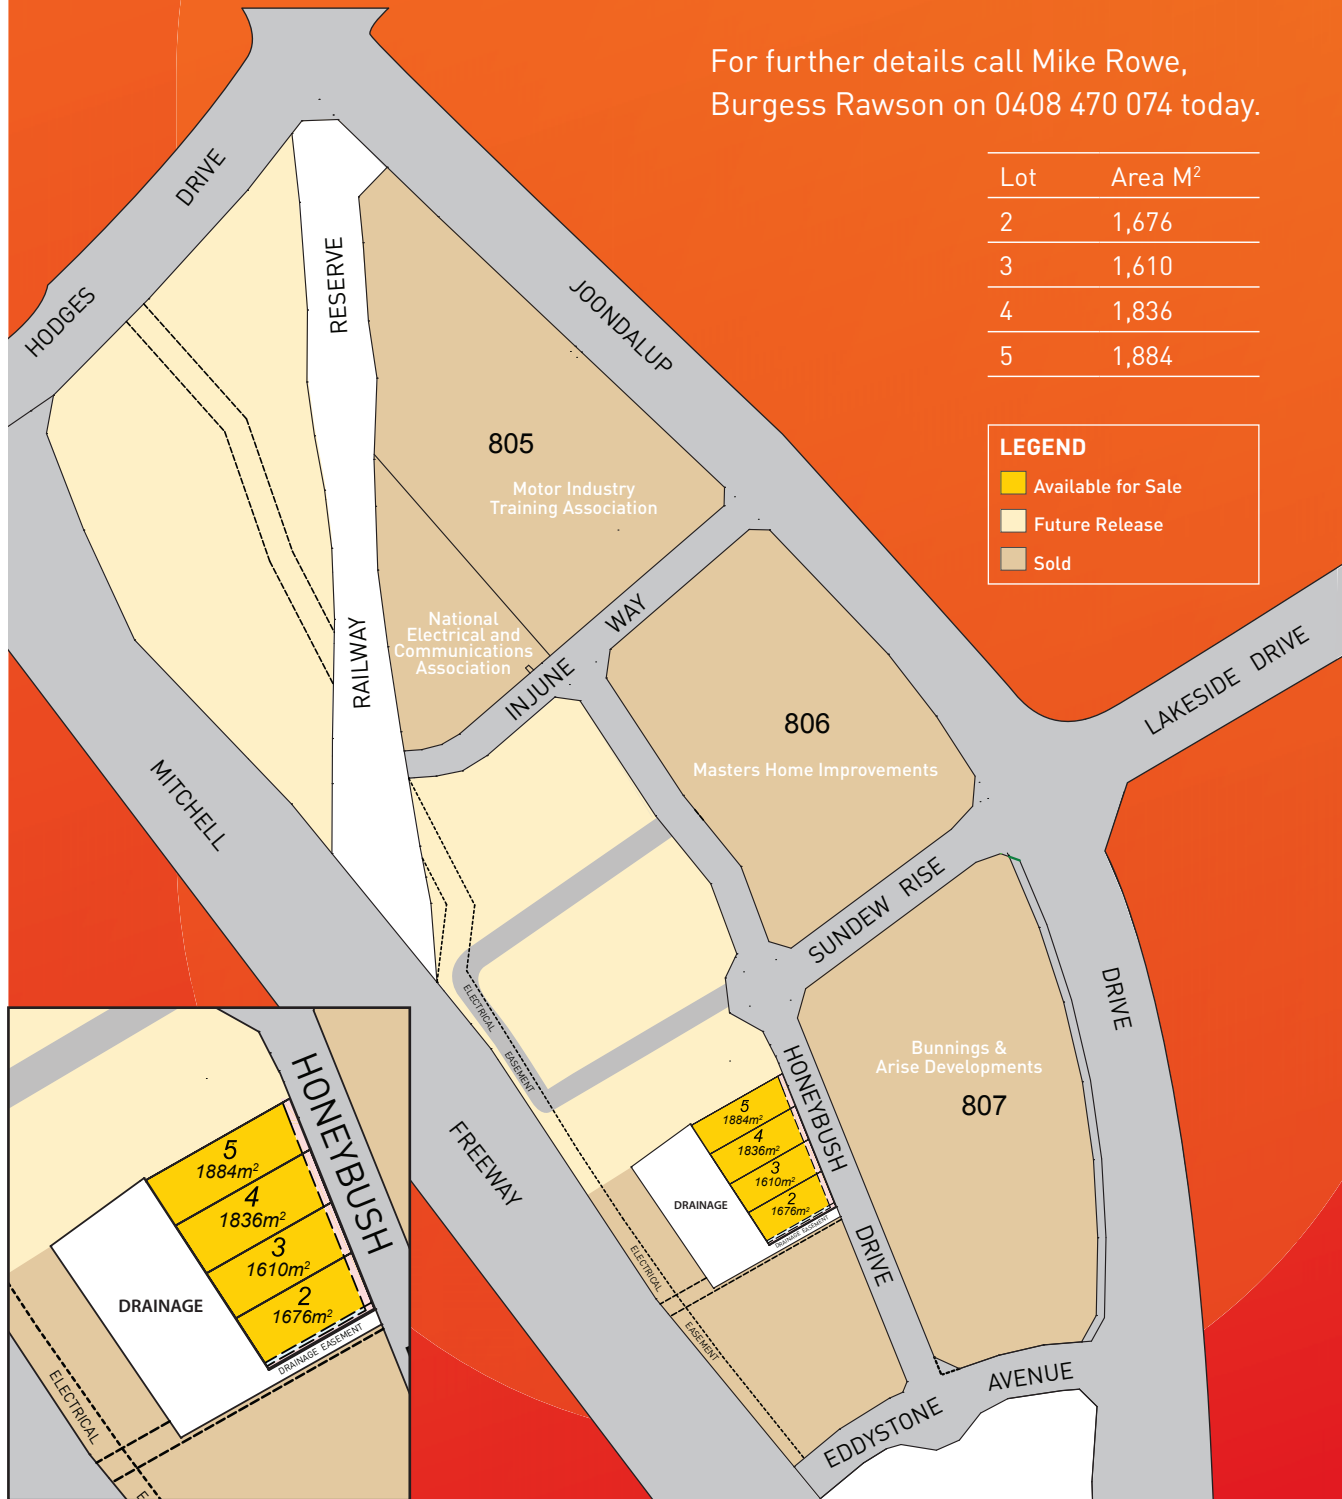 For further details call Mike Rowe,
Burgess Rawson on 0408 470 074 today.
Lot Area M²
2 1,676
3 1,610
4 1,836
5 1,884
LEGEND
Available for Sale
Future Release
Sold
HODGES
DRIVE
RESERVE
RAILWAY
JOONDALUP
DRIVE
805
Motor Industry
Training Association
National
Electrical and
Communications
Association
INJUNE WAY
806
Masters Home Improvements
LAKESIDE DRIVE
MITCHELL
FREEWAY
SUNDEW RISE
Bunnings &
Arise Developments
807
HONEYBUSH
DRIVE
ELECTRICAL
EASEMENT
5
1884m²
4
1836m²
3
1610m²
2
1676m²
DRAINAGE
DRAINAGE EASEMENT
ELECTRICAL
EASEMENT
EDDYSTONE AVENUE
HONEYBUSH
5
1884m²
4
1836m²
3
1610m²
2
1676m²
DRAINAGE
DRAINAGE EASEMENT
ELECTRICAL